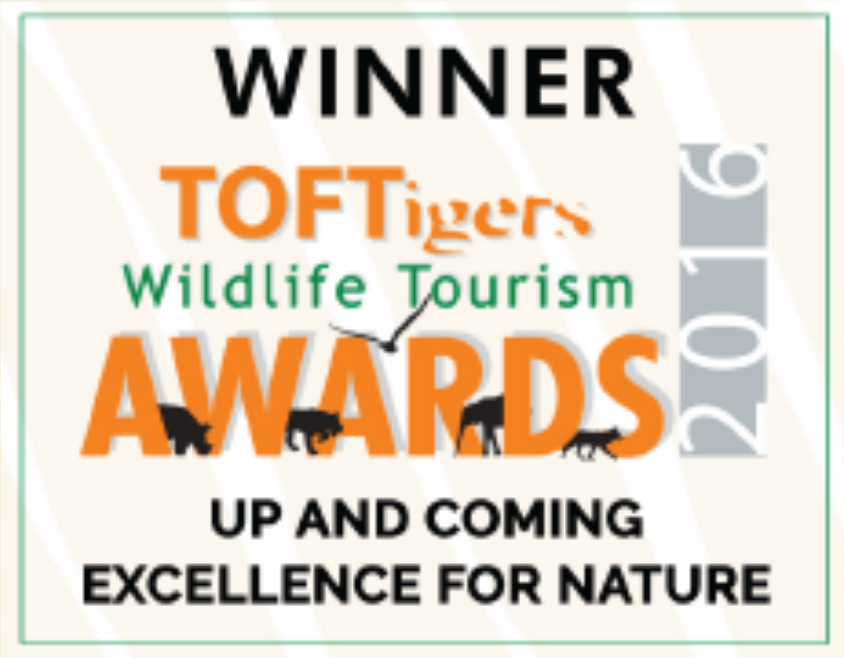 WINNER
TOFTigers
Wildlife Tourism
AWARDS
2016
UP AND COMING
EXCELLENCE FOR NATURE